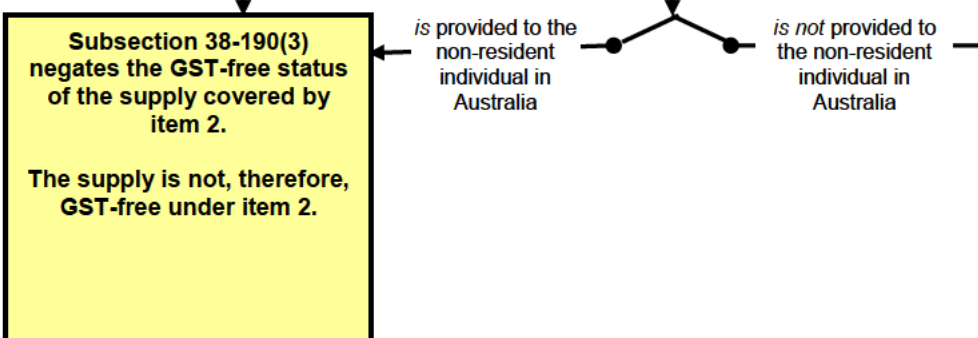 Subsection 38-190(3)
negates the GST-free status
of the supply covered by
item 2.
The supply is not, therefore,
GST-free under item 2.
is provided to the
non-resident
individual in
Australia
is not provided to
the non-resident
individual in
Australia